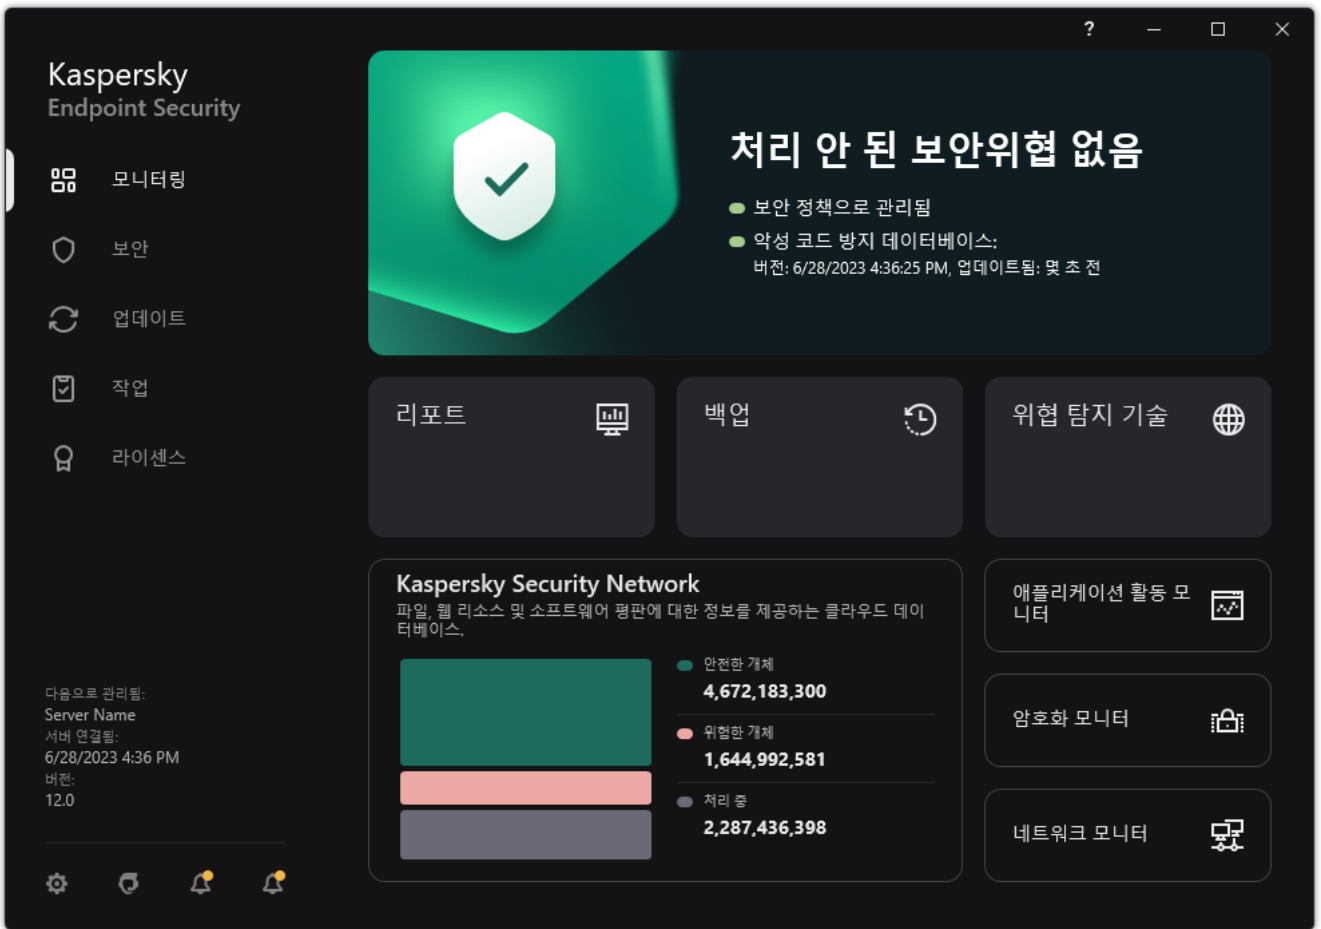 ?
Kaspersky
Endpoint Security
모니터링
보안
업데이트
작업
라이센스
다음으로 관리됨:
Server Name
서버 연결됨:
6/28/2023 4:36 PM
버전:
12.0
처리 안 된 보안위협 없음
보안 정책으로 관리됨
악성 코드 방지 데이터베이스:
버전: 6/28/2023 4:36:25 PM, 업데이트됨: 몇 초 전
리포트
백업
위협 탐지 기술
Kaspersky Security Network
파일, 웹 리소스 및 소프트웨어 평판에 대한 정보를 제공하는 클라우드 데이
터베이스.
안전한 개체
4,672,183,300
위험한 개체
1,644,992,581
처리 중
2,287,436,398
애플리케이션 활동 모
니터
암호화 모니터
네트워크 모니터